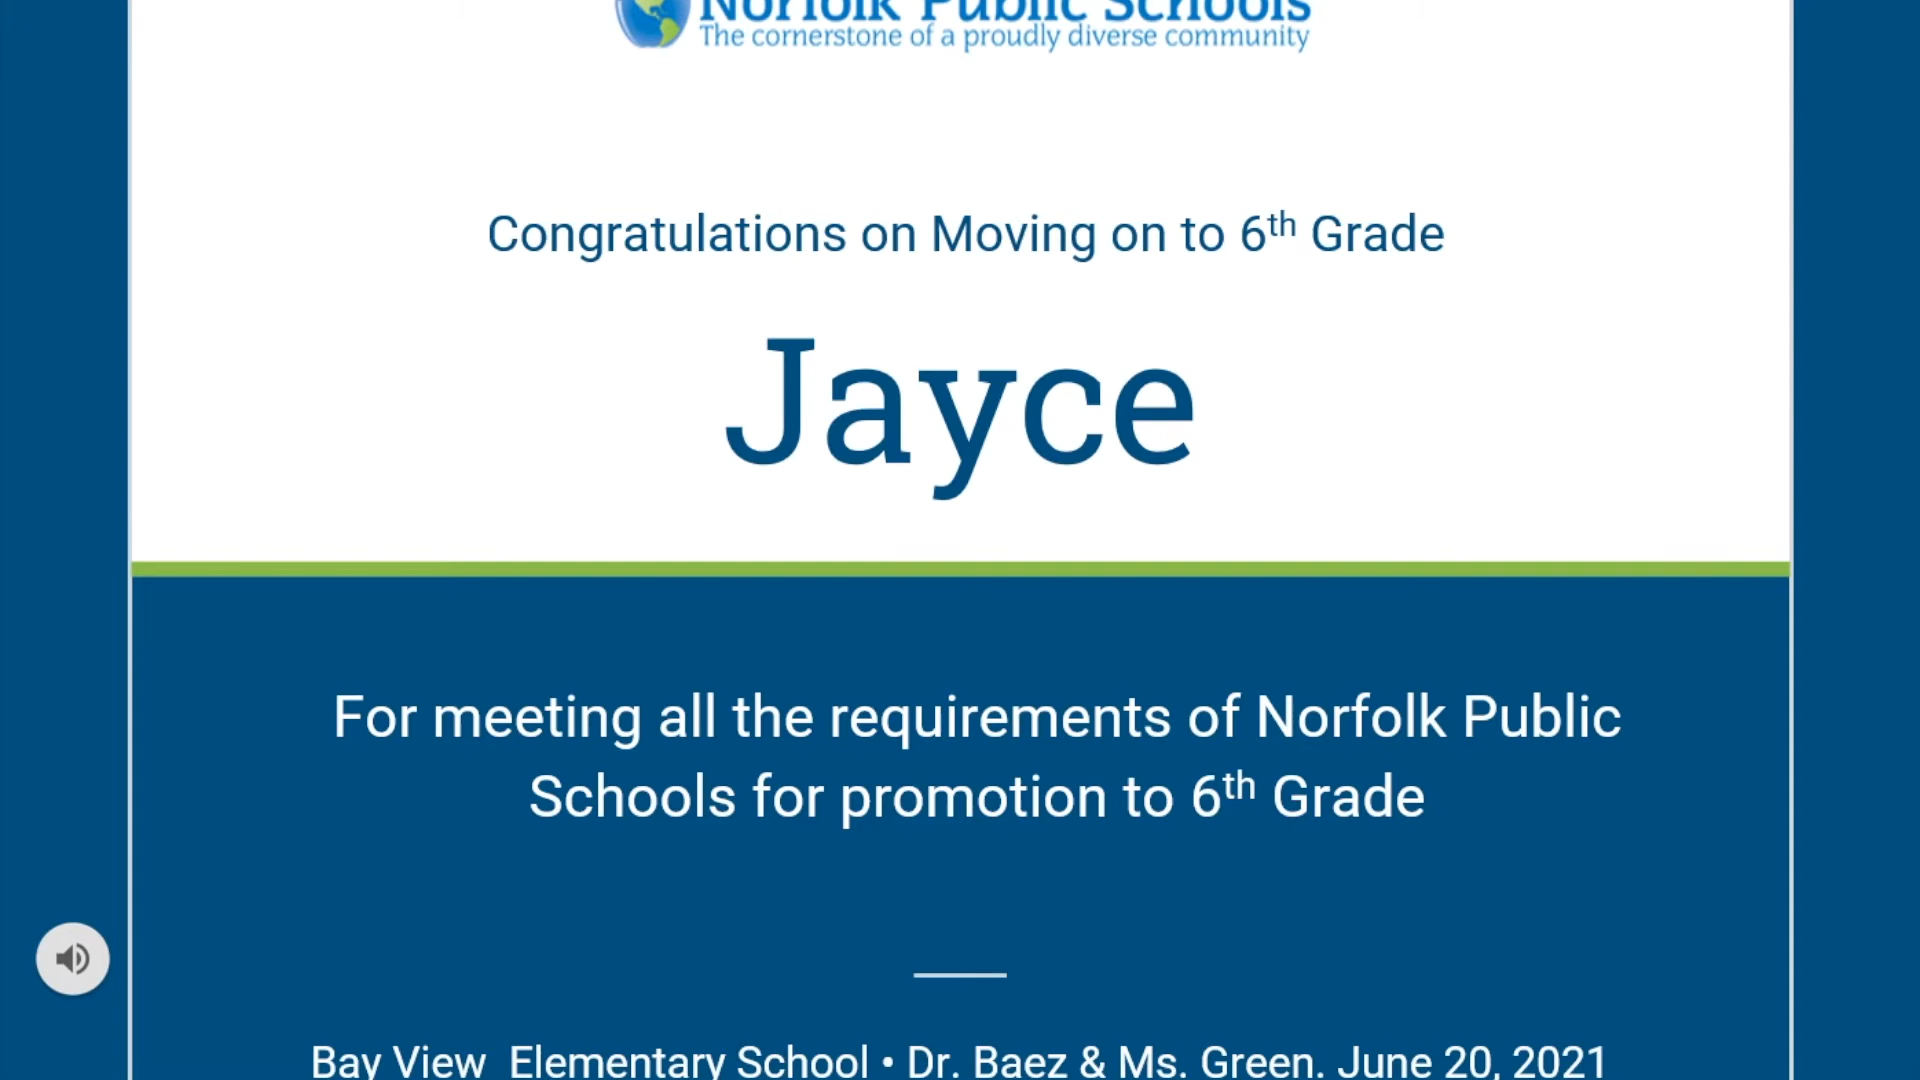 Norfolk Public Schools
The cornerstone of a proudly diverse community
Congratulations on Moving on to 6th Grade
Jayce
For meeting all the requirements of Norfolk Public
Schools for promotion to 6th Grade
Bay View Elementary School • Dr. Baez & Ms. Green. June 20, 2021